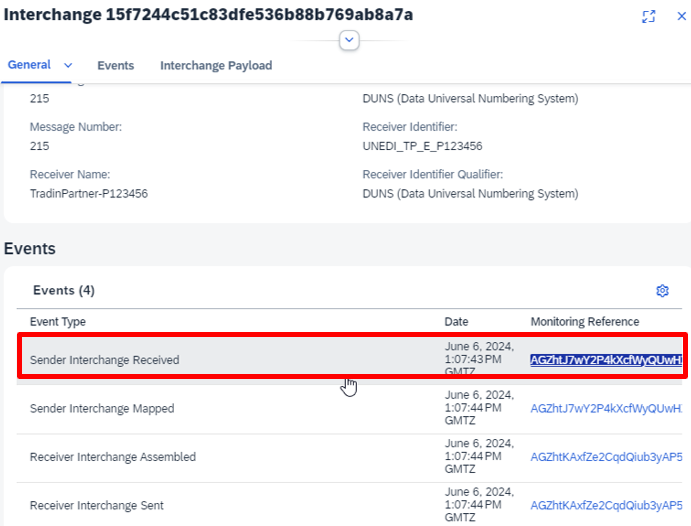 Interchange 15f7244c51c83dfe536b88b769ab8a7a
General Events Interchange Payload
215 DUNS (Data Universal Numbering System)
Message Number: Receiver Identifier:
215 UNEDI_TP_E_P123456
Receiver Name: Receiver Identifier Qualifier:
TradinPartner-P123456 DUNS (Data Universal Numbering System)
Events
Events (4)
Event Type Date Monitoring Reference
Sender Interchange Received June 6, 2024, 1:07:43 PM GMTZ AGZhtJ7wY2P4kXcfWyQUwH
Sender Interchange Mapped June 6, 2024, 1:07:44 PM GMTZ AGZhtJ7wY2P4kXcfWyQUwH
Receiver Interchange Assembled June 6, 2024, 1:07:44 PM GMTZ AGZhtKAxfZe2CqdQiub3yAP5
Receiver Interchange Sent June 6, 2024, 1:07:44 PM GMTZ AGZhtKAxfZe2CqdQiub3yAP5